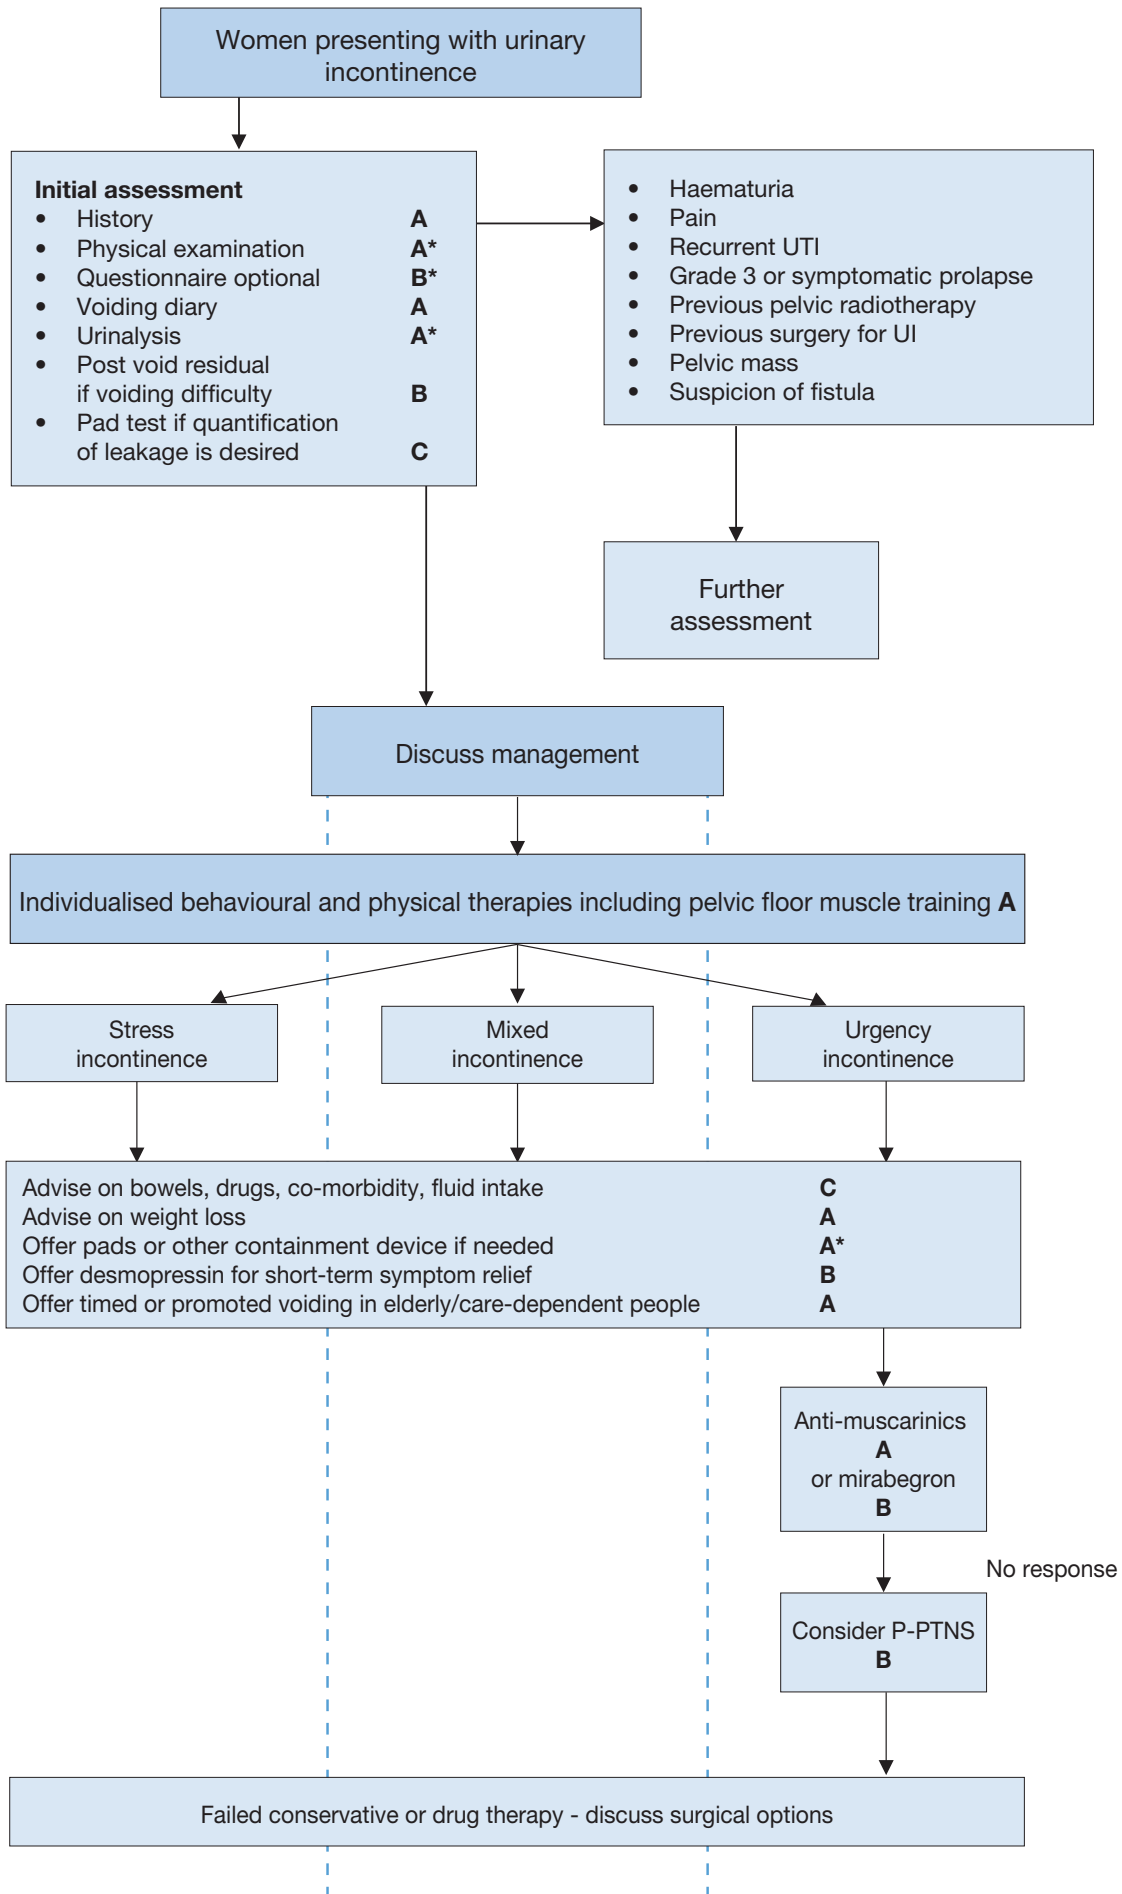 Women presenting with urinary
incontinence
Initial assessment
• History A
• Physical examination A*
• Questionnaire optional B*
• Voiding diary A
• Urinalysis A*
• Post void residual
if voiding difficulty B
• Pad test if quantification
of leakage is desired C
• Haematuria
• Pain
• Recurrent UTI
• Grade 3 or symptomatic prolapse
• Previous pelvic radiotherapy
• Previous surgery for UI
• Pelvic mass
• Suspicion of fistula
Further
assessment
Discuss management
Individualised behavioural and physical therapies including pelvic floor muscle training A
Stress
incontinence
Mixed
incontinence
Urgency
incontinence
Advise on bowels, drugs, co-morbidity, fluid intake C
Advise on weight loss A
Offer pads or other containment device if needed A*
Offer desmopressin for short-term symptom relief B
Offer timed or promoted voiding in elderly/care-dependent people A
Anti-muscarinics
A
or mirabegron
B
No response
Consider P-PTNS
B
Failed conservative or drug therapy - discuss surgical options